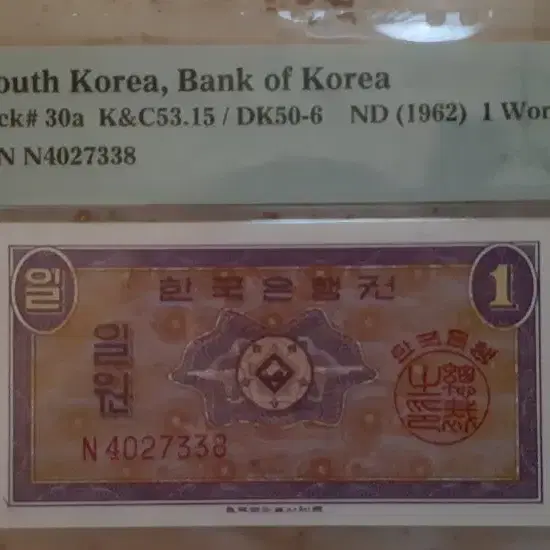 outh Korea, Bank of Korea
ck# 30a K&C53.15 / DK50-6 ND (1962) 1 Won
N N4027338
일 1
한국은행권
일원
한국은행
N 4027338